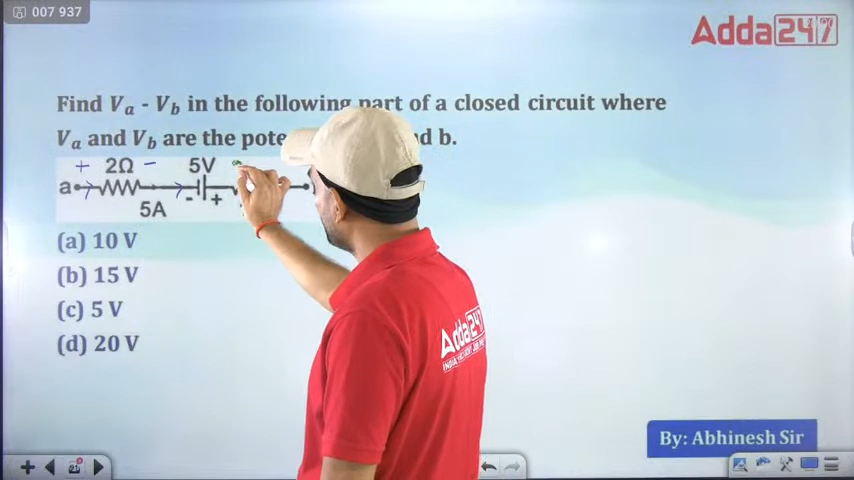 007 937
Adda247
Find Va - Vb in the following part of a closed circuit where
Va and Vb are the d b.
+ 2Ω - 5V
a
5A - +
(a) 10 V
(b) 15 V
(c) 5 V
(d) 20 V
Adda247
By: Abhinesh Sir